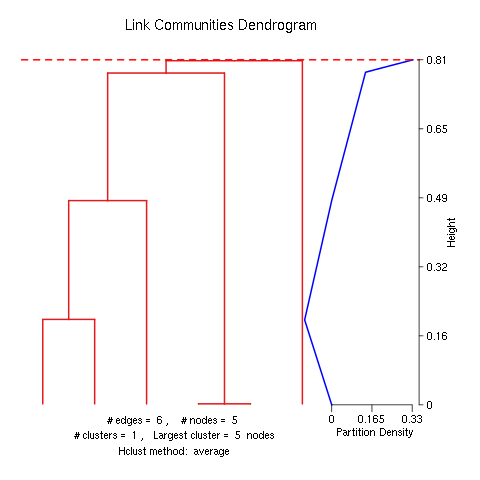 Link Communities Dendrogram
0.81
0.65
0.49
0.32
0.16
0
Height
0 0.165 0.33
Partition Density
# edges = 6 , # nodes = 5
# clusters = 1 , Largest cluster = 5 nodes
Hclust method: average